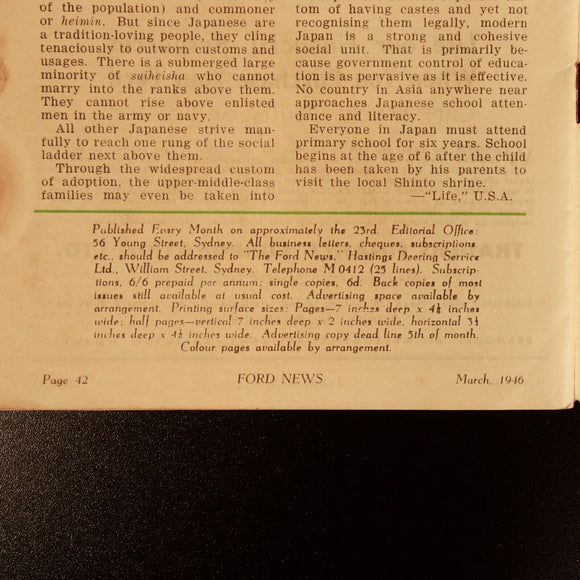 of the population) and commoner
or heimin. But since Japanese are
a tradition-loving people, they cling
tenaciously to outworn customs and
usages. There is a submerged large
minority of suiheisha who cannot
marry into the ranks above them.
They cannot rise above enlisted
men in the army or navy.
All other Japanese strive man-
fully to reach one rung of the social
ladder next above them.
Through the widespread custom
of adoption, the upper-middle-class
families may even be taken into
tom of having castes and yet not
recognising them legally, modern
Japan is a strong and cohesive
social unit. That is primarily be-
cause government control of educa-
tion is as pervasive as it is effective.
No country in Asia anywhere near
approaches Japanese school atten-
dance and literacy.
Everyone in Japan must attend
primary school for six years. School
begins at the age of 6 after the child
has been taken by his parents to
visit the local Shinto shrine.
—"Life," U.S.A.
Published Every Month on approximately the 23rd. Editorial Office:
56 Young Street, Sydney. All business letters, cheques, subscriptions
etc., should be addressed to "The Ford News," Hastings Deering Service
Ltd., William Street, Sydney. Telephone M 0412 (25 lines). Subscrip-
tions, 6/6 prepaid per annum; single copies, 6d. Back copies of most
issues still available at usual cost. Advertising space available by
arrangement. Printing surface sizes: Pages—7 inches deep x 4½ inches
wide; half pages—vertical 7 inches deep x 2 inches wide, horizontal 3½
inches deep x 4½ inches wide. Advertising copy dead line 5th of month.
Colour pages available by arrangement.
Page 42 FORD NEWS March, 1946